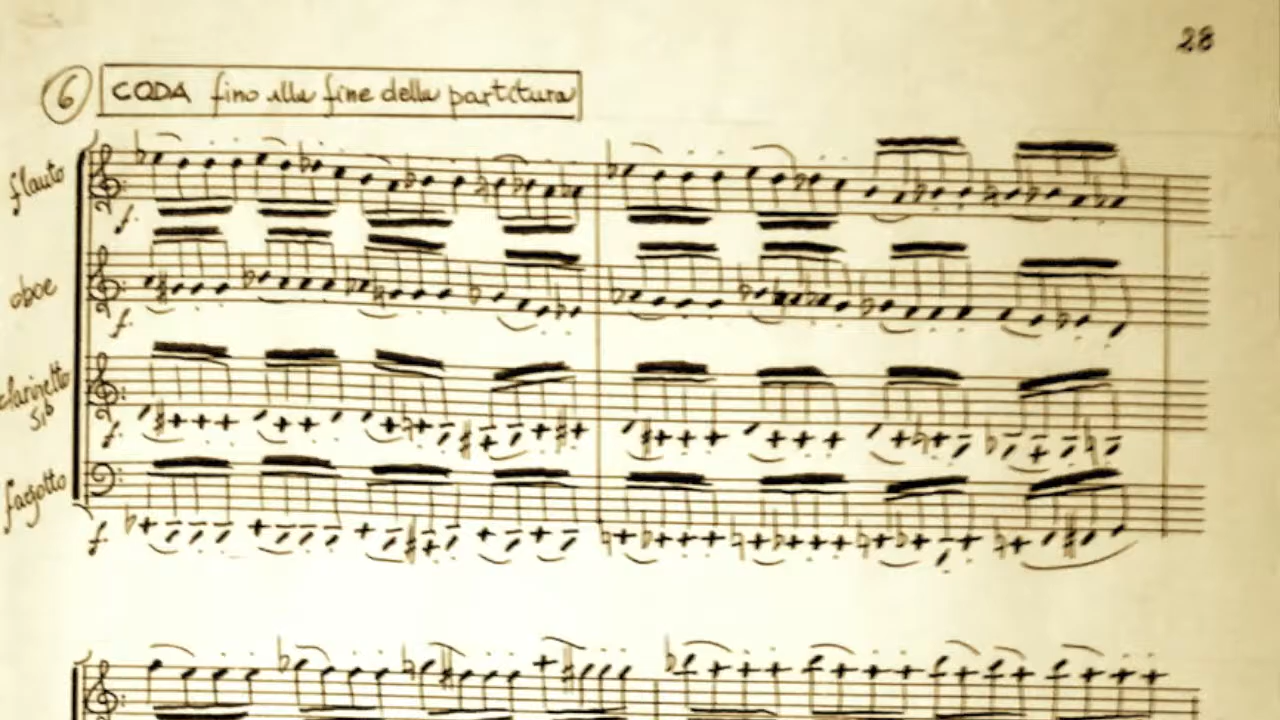 28
6 CODA fino alla fine della partitura
flauto
f.
oboe
f.
clarinetto
sib
f.
fagotto
f.